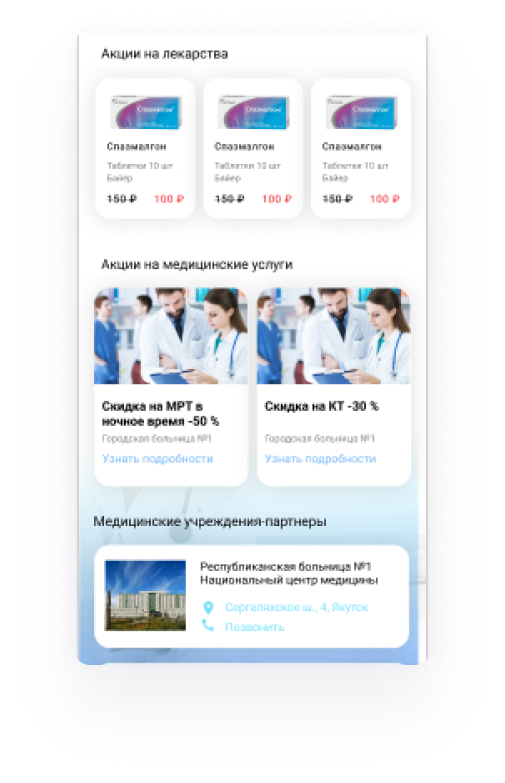 Акции на лекарства
Спазмалгон Спазмалгон Спазмалгон
Спазмалгон Спазмалгон Спазмалгон
Таблетки 10 шт Таблетки 10 шт Таблетки 10 шт
Байер Байер Байер
150 ₽ 100 ₽ 150 ₽ 100 ₽ 150 ₽ 100 ₽
Акции на медицинские услуги
Скидка на МРТ в
ночное время -50 %
Городская больница №1
Узнать подробности
Скидка на КТ -30 %
Городская больница №1
Узнать подробности
Медицинские учреждения-партнеры
Республиканская больница №1
Национальный центр медицины
Сергеляхское ш., 4, Якутск
Позвонить